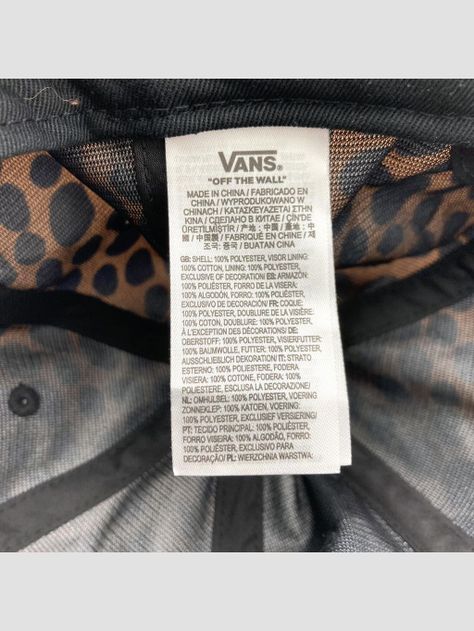 VANS®
"OFF THE WALL"
MADE IN CHINA / FABRICADO EN
CHINA / WYPRODUKOWANO W
CHINACH / ΚΑΤΑΣΚΕΥΑΖΕΤΑΙ ΣΤΗΝ
ΚΙΝΑ / СДЕЛАНО В КИТАЕ / ÇIN'DE
ÜRETİLMİŞTİR / 产地:中国 / 產地:中
國 / 中国製 / FABRIQUÉ EN CHINE / 제
조국: 중국 / BUATAN CINA
GB: SHELL: 100% POLYESTER, VISOR LINING:
100% COTTON, LINING: 100% POLYESTER,
EXCLUSIVE OF DECORATION/ ES: ARMAZÓN:
100% POLIÉSTER, FORRO DE LA VISERA:
100% ALGODÓN, FORRO: 100% POLIÉSTER,
EXCLUSIVO DE DECORACIÓN/ FR: COQUE:
100% POLYESTER, DOUBLURE DE LA VISIÈRE:
100% COTON, DOUBLURE: 100% POLYESTER,
À L'EXCEPTION DES DÉCORATIONS/ DE:
OBERSTOFF: 100% POLYESTER, VISIERFUTTER:
100% BAUMWOLLE, FUTTER: 100% POLYESTER,
AUSSCHLIESSLICH DEKORATION/ IT: STRATO
ESTERNO: 100% POLIESTERE, FODERA
VISIERA: 100% COTONE, FODERA: 100%
POLIESTERE, ESCLUSA LA DECORAZIONE/
NL: OMHULSEL: 100% POLYESTER, VOERING
ZONNEKLEP: 100% KATOEN, VOERING:
100% POLYESTER, EXCLUSIEF VERSIERING/
PT: TECIDO PRINCIPAL: 100% POLIÉSTER,
FORRO VISEIRA: 100% ALGODÃO, FORRO:
100% POLIÉSTER, EXCLUSIVO PARA
DECORAÇÃO/ PL: WIERZCHNIA WARSTWA: